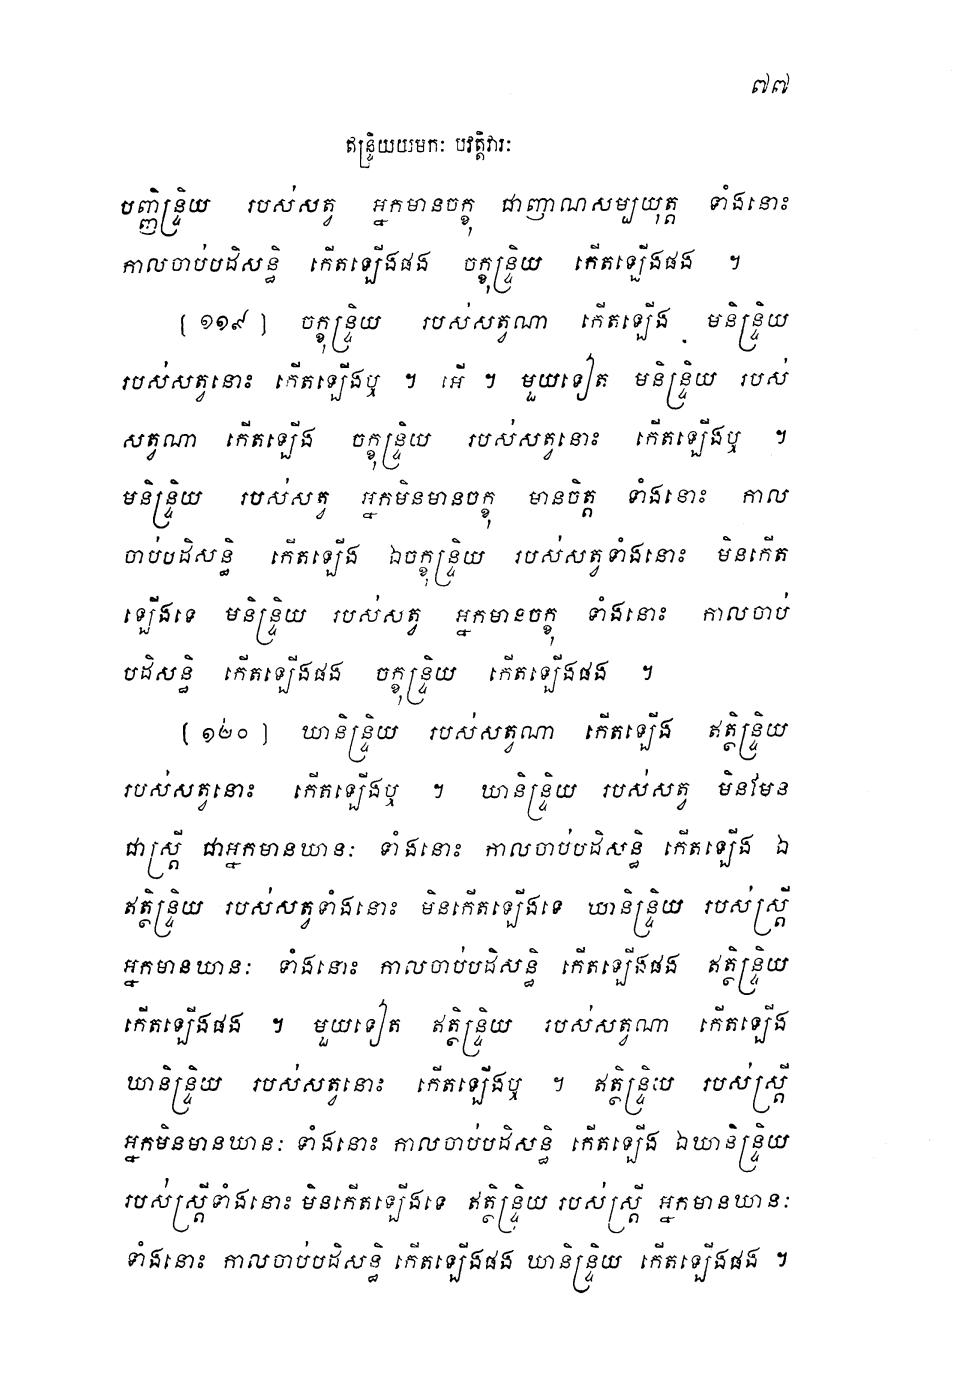 ៧៧
ឥន្ទ្រិយយមកៈ បវត្តិវារៈ
បញ្ញិន្ទ្រិយ របស់សត្វ អ្នកមានចក្ខុ ជាញាណសម្បយុត្ត ទាំងនោះ
កាលចាប់បដិសន្ធិ កើតឡើងផង ចក្ខុន្ទ្រិយ កើតឡើងផង ។
[ ១១៩ ] ចក្ខុន្ទ្រិយ របស់សត្វណា កើតឡើង មនិន្ទ្រិយ
របស់សត្វនោះ កើតឡើងឬ ។ អើ ។ មួយទៀត មនិន្ទ្រិយ របស់
សត្វណា កើតឡើង ចក្ខុន្ទ្រិយ របស់សត្វនោះ កើតឡើងឬ ។
មនិន្ទ្រិយ របស់សត្វ អ្នកមិនមានចក្ខុ មានចិត្ត ទាំងនោះ កាល
ចាប់បដិសន្ធិ កើតឡើង ឯចក្ខុន្ទ្រិយ របស់សត្វទាំងនោះ មិនកើត
ឡើងទេ មនិន្ទ្រិយ របស់សត្វ អ្នកមានចក្ខុ ទាំងនោះ កាលចាប់
បដិសន្ធិ កើតឡើងផង ចក្ខុន្ទ្រិយ កើតឡើងផង ។
[ ១២០ ] ឃានិន្ទ្រិយ របស់សត្វណា កើតឡើង ឥត្ថិន្ទ្រិយ
របស់សត្វនោះ កើតឡើងឬ ។ ឃានិន្ទ្រិយ របស់សត្វ មិនមែន
ជាស្ត្រី ជាអ្នកមានឃានៈ ទាំងនោះ កាលចាប់បដិសន្ធិ កើតឡើង ឯ
ឥត្ថិន្ទ្រិយ របស់សត្វទាំងនោះ មិនកើតឡើងទេ ឃានិន្ទ្រិយ របស់ស្ត្រី
អ្នកមានឃានៈ ទាំងនោះ កាលចាប់បដិសន្ធិ កើតឡើងផង ឥត្ថិន្ទ្រិយ
កើតឡើងផង ។ មួយទៀត ឥត្ថិន្ទ្រិយ របស់សត្វណា កើតឡើង
ឃានិន្ទ្រិយ របស់សត្វនោះ កើតឡើងឬ ។ ឥត្ថិន្ទ្រិយ របស់ស្ត្រី
អ្នកមិនមានឃានៈ ទាំងនោះ កាលចាប់បដិសន្ធិ កើតឡើង ឯឃានិន្ទ្រិយ
របស់ស្ត្រីទាំងនោះ មិនកើតឡើងទេ ឥត្ថិន្ទ្រិយ របស់ស្ត្រី អ្នកមានឃានៈ
ទាំងនោះ កាលចាប់បដិសន្ធិ កើតឡើងផង ឃានិន្ទ្រិយ កើតឡើងផង ។